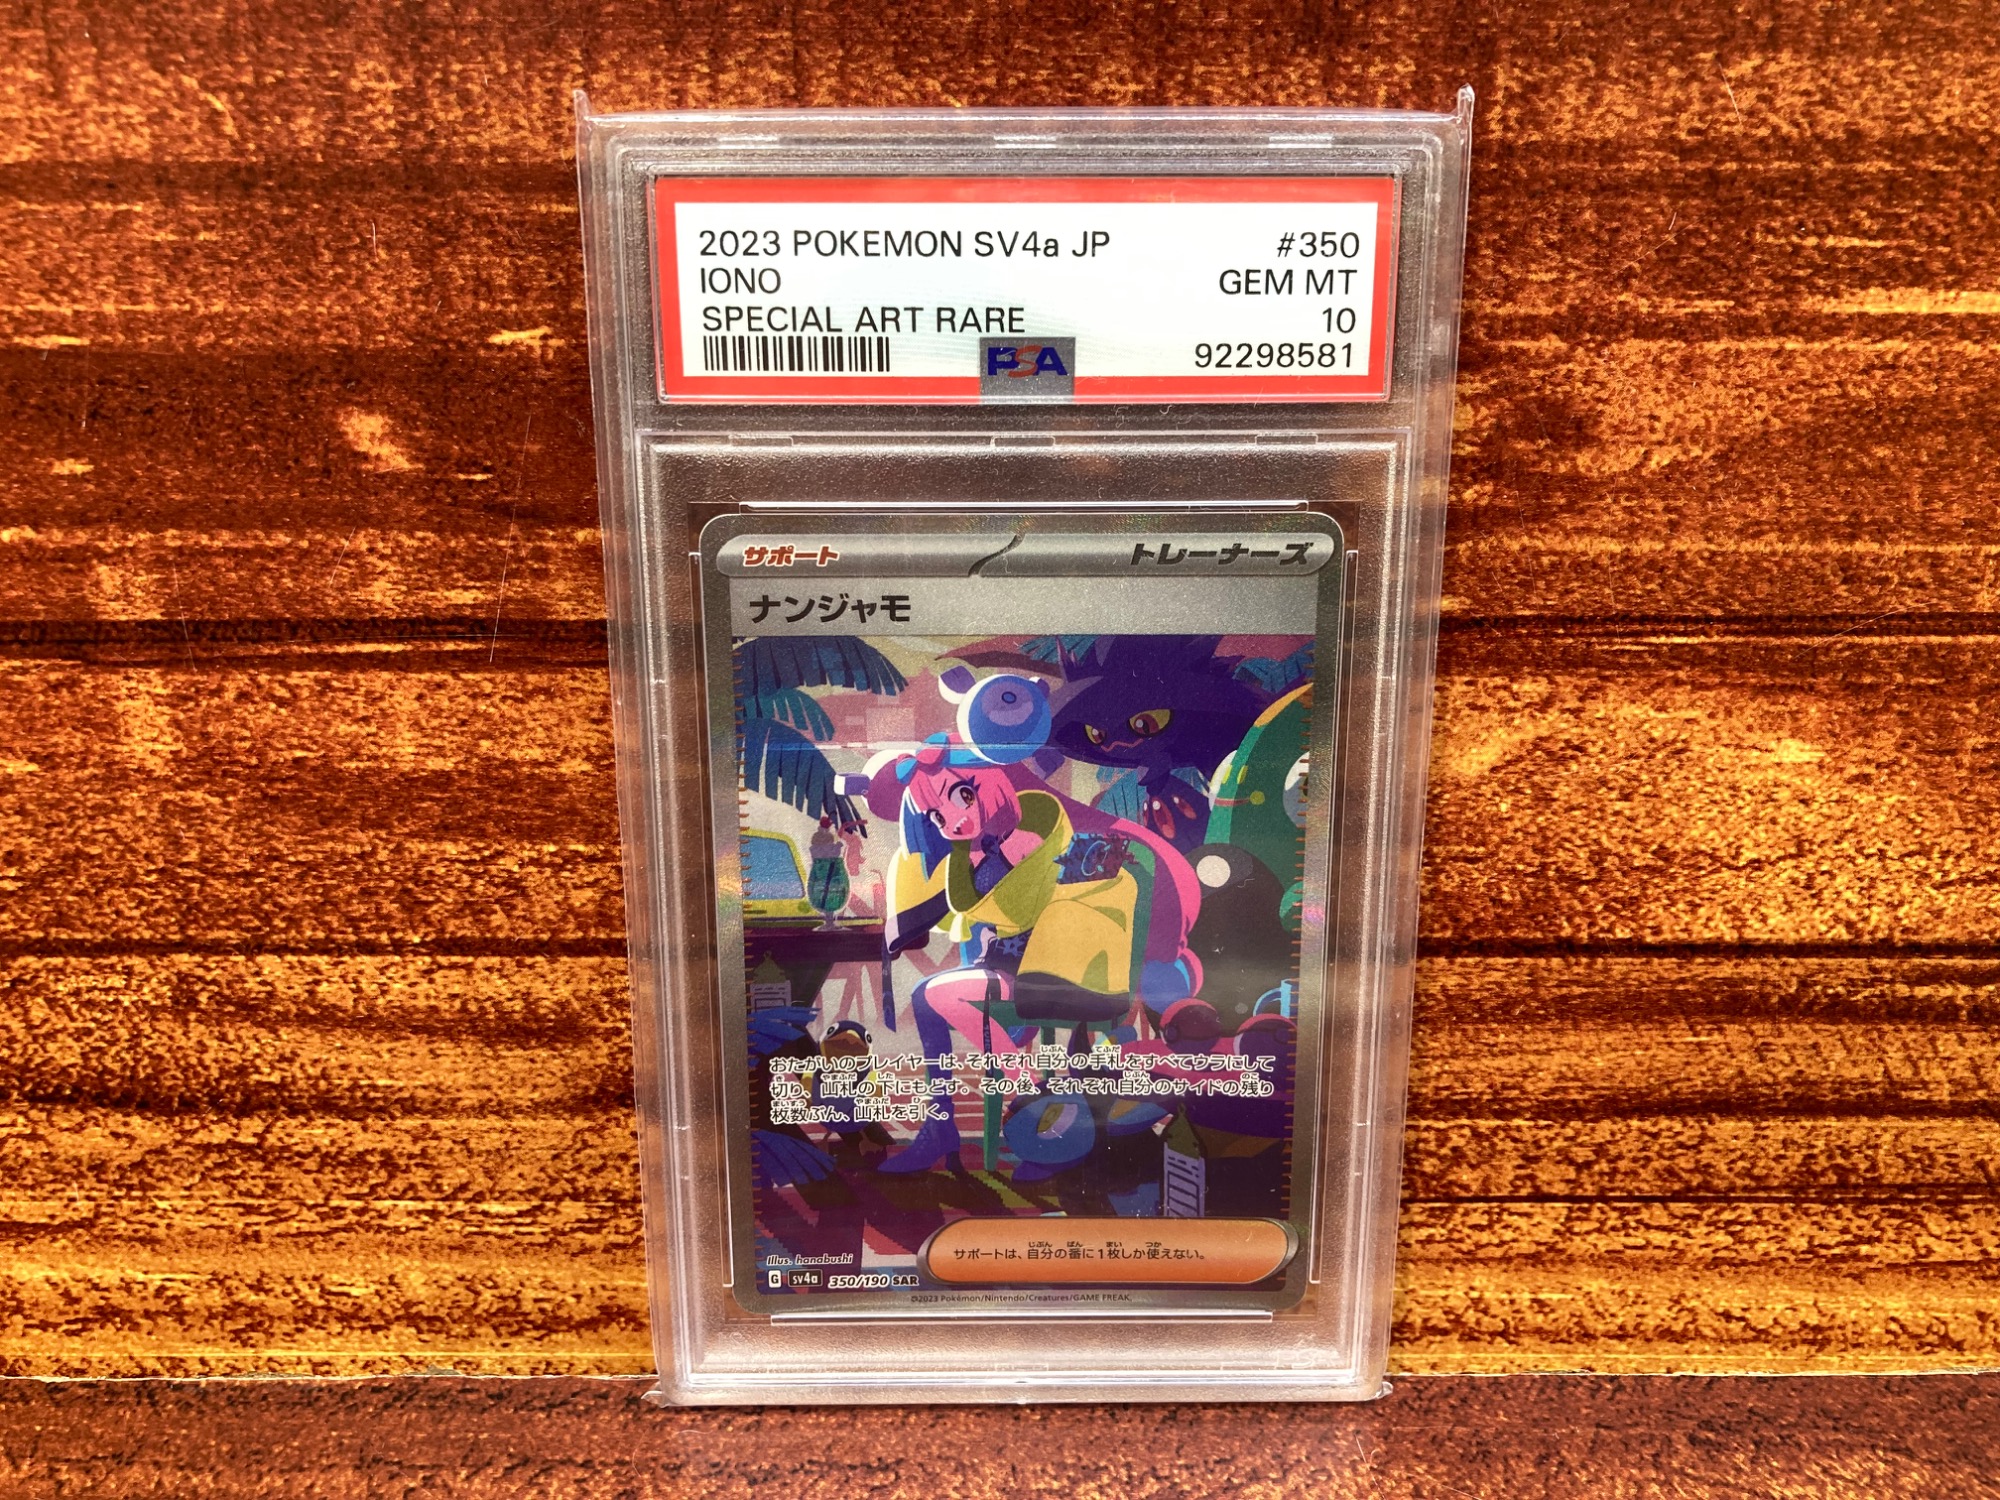 2023 POKEMON SV4a JP #350
IONO GEM MT
SPECIAL ART RARE 10
PSA 92298581
サポート トレーナーズ
ナンジャモ
おたがいのプレイヤーは、それぞれ自分の手札をすべてウラにして
切り、山札の下にもどす。その後、それぞれ自分のサイドの残り
枚数ぶん、山札を引く。
サポートは、自分の番に1枚しか使えない。
Illus. hanabushi
G sv4a 350/190 SAR
©2023 Pokémon/Nintendo/Creatures/GAME FREAK.